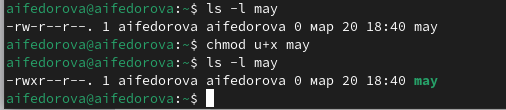 aifedorova@aifedorova:~$ ls -l may
-rw-r--r--. 1 aifedorova aifedorova 0 мар 20 18:40 may
aifedorova@aifedorova:~$ chmod u+x may
aifedorova@aifedorova:~$ ls -l may
-rwxr--r--. 1 aifedorova aifedorova 0 мар 20 18:40 may
aifedorova@aifedorova:~$